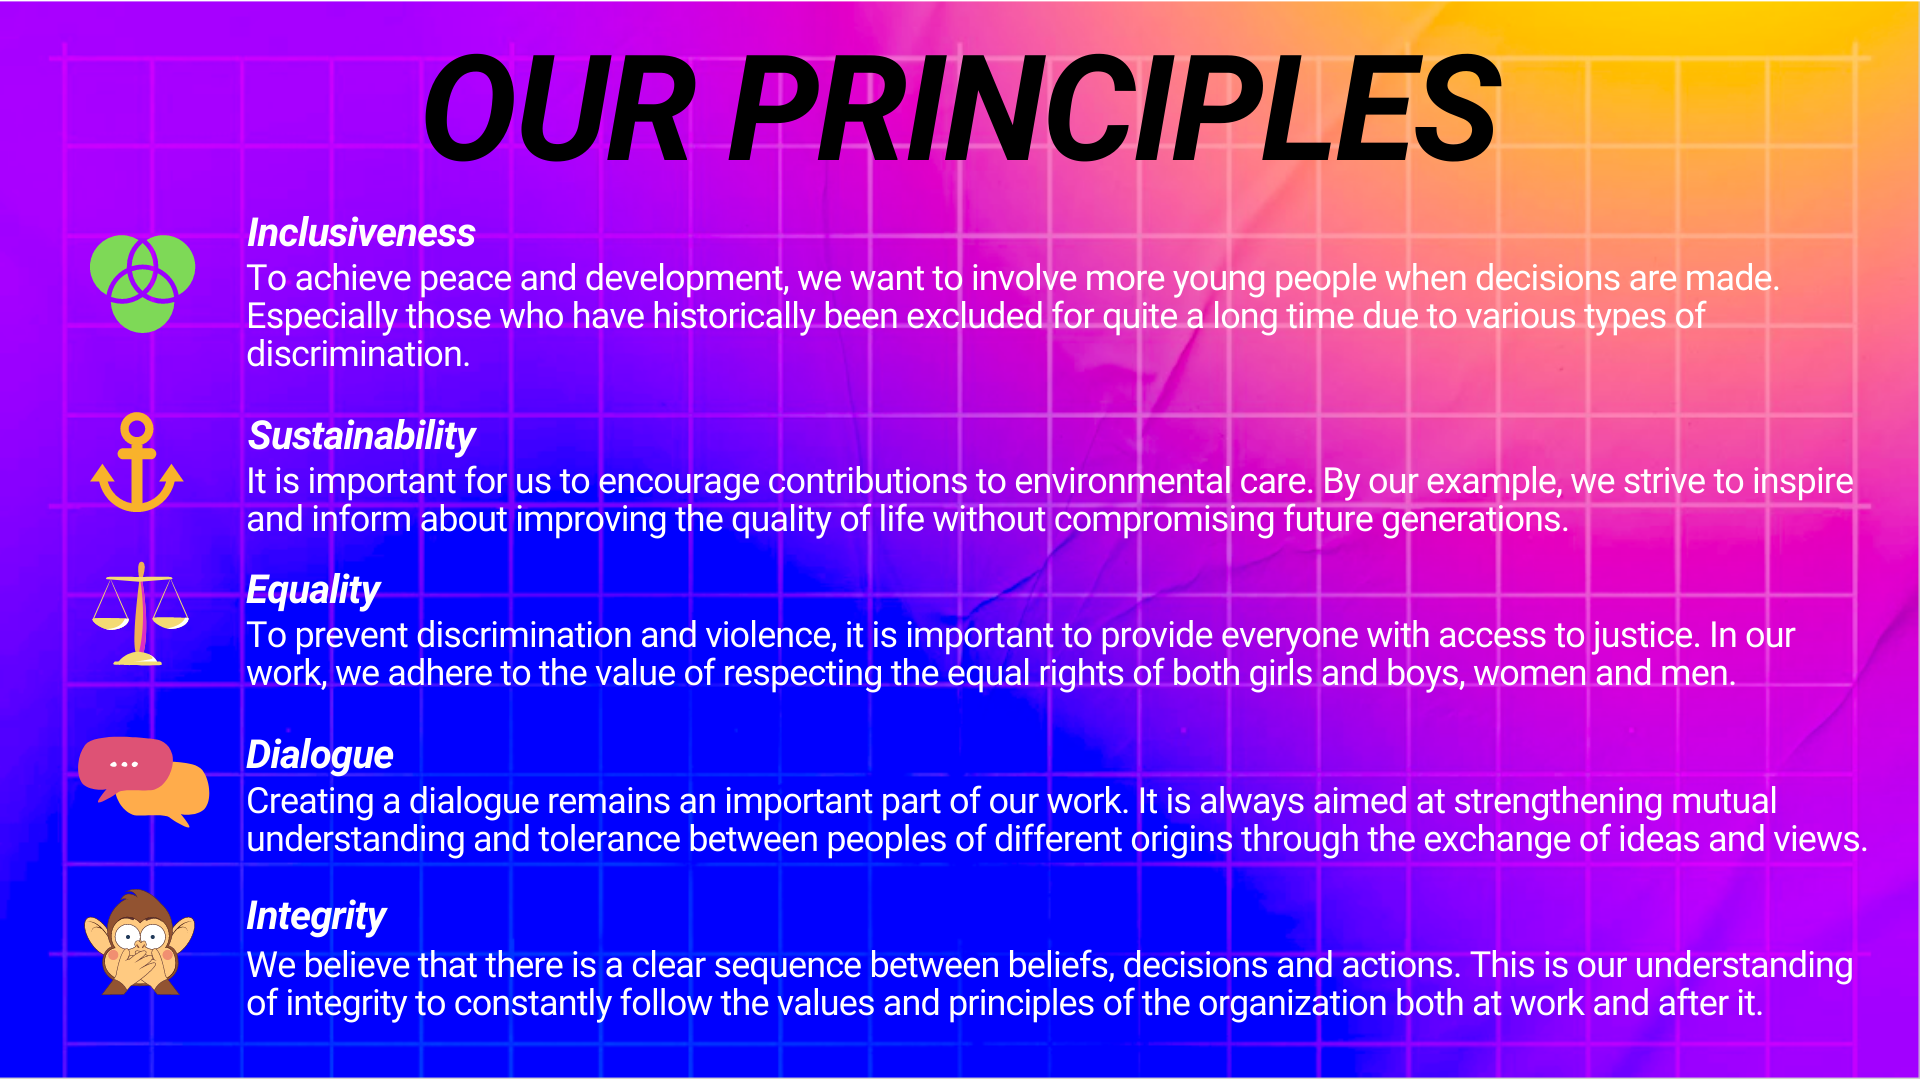 OUR PRINCIPLES
Inclusiveness
To achieve peace and development, we want to involve more young people when decisions are made.
Especially those who have historically been excluded for quite a long time due to various types of
discrimination.
Sustainability
It is important for us to encourage contributions to environmental care. By our example, we strive to inspire
and inform about improving the quality of life without compromising future generations.
Equality
To prevent discrimination and violence, it is important to provide everyone with access to justice. In our
work, we adhere to the value of respecting the equal rights of both girls and boys, women and men.
Dialogue
Creating a dialogue remains an important part of our work. It is always aimed at strengthening mutual
understanding and tolerance between peoples of different origins through the exchange of ideas and views.
Integrity
We believe that there is a clear sequence between beliefs, decisions and actions. This is our understanding
of integrity to constantly follow the values and principles of the organization both at work and after it.